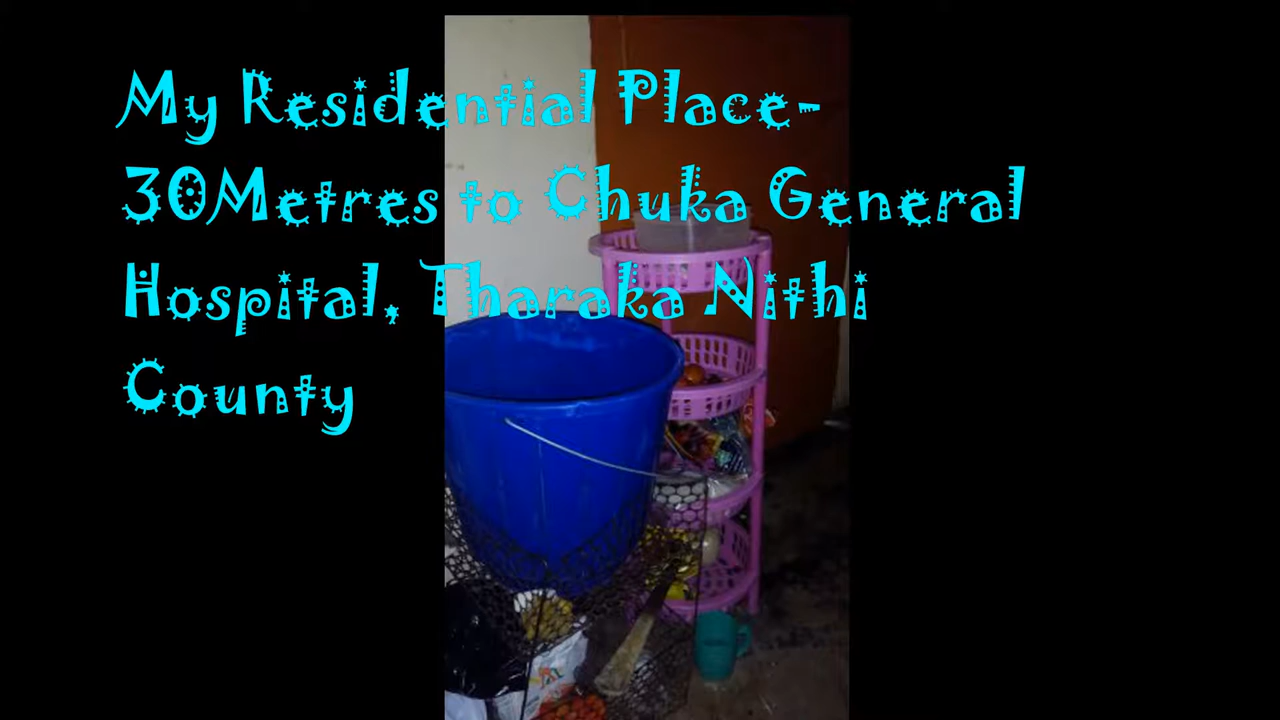 My Residential Place-
30Metres to Chuka General
Hospital, Tharaka Nithi
County